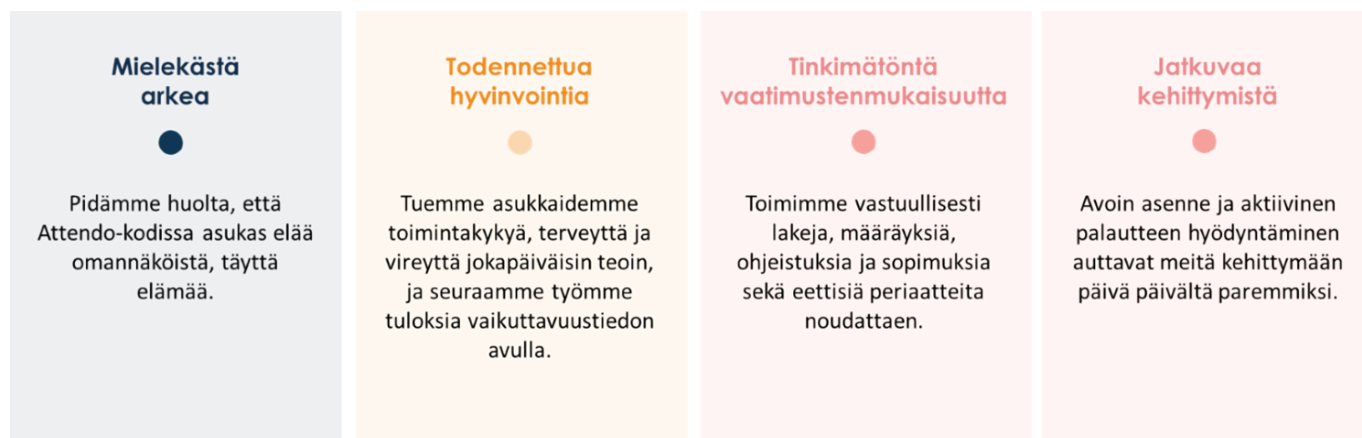 Mielekästä
arkea
Pidämme huolta, että
Attendo-kodissa asukas elää
omannäköistä, täyttä
elämää.
Todennettua
hyvinvointia
Tuemme asukkaidemme
toimintakykyä, terveyttä ja
vireyttä jokapäiväisin teoin,
ja seuraamme työmme
tuloksia vaikuttavuustiedon
avulla.
Tinkimätöntä
vaatimustenmukaisuutta
Toimimme vastuullisesti
lakeja, määräyksiä,
ohjeistuksia ja sopimuksia
sekä eettisiä periaatteita
noudattaen.
Jatkuvaa
kehittymistä
Avoin asenne ja aktiivinen
palautteen hyödyntäminen
auttavat meitä kehittymään
päivä päivältä paremmiksi.